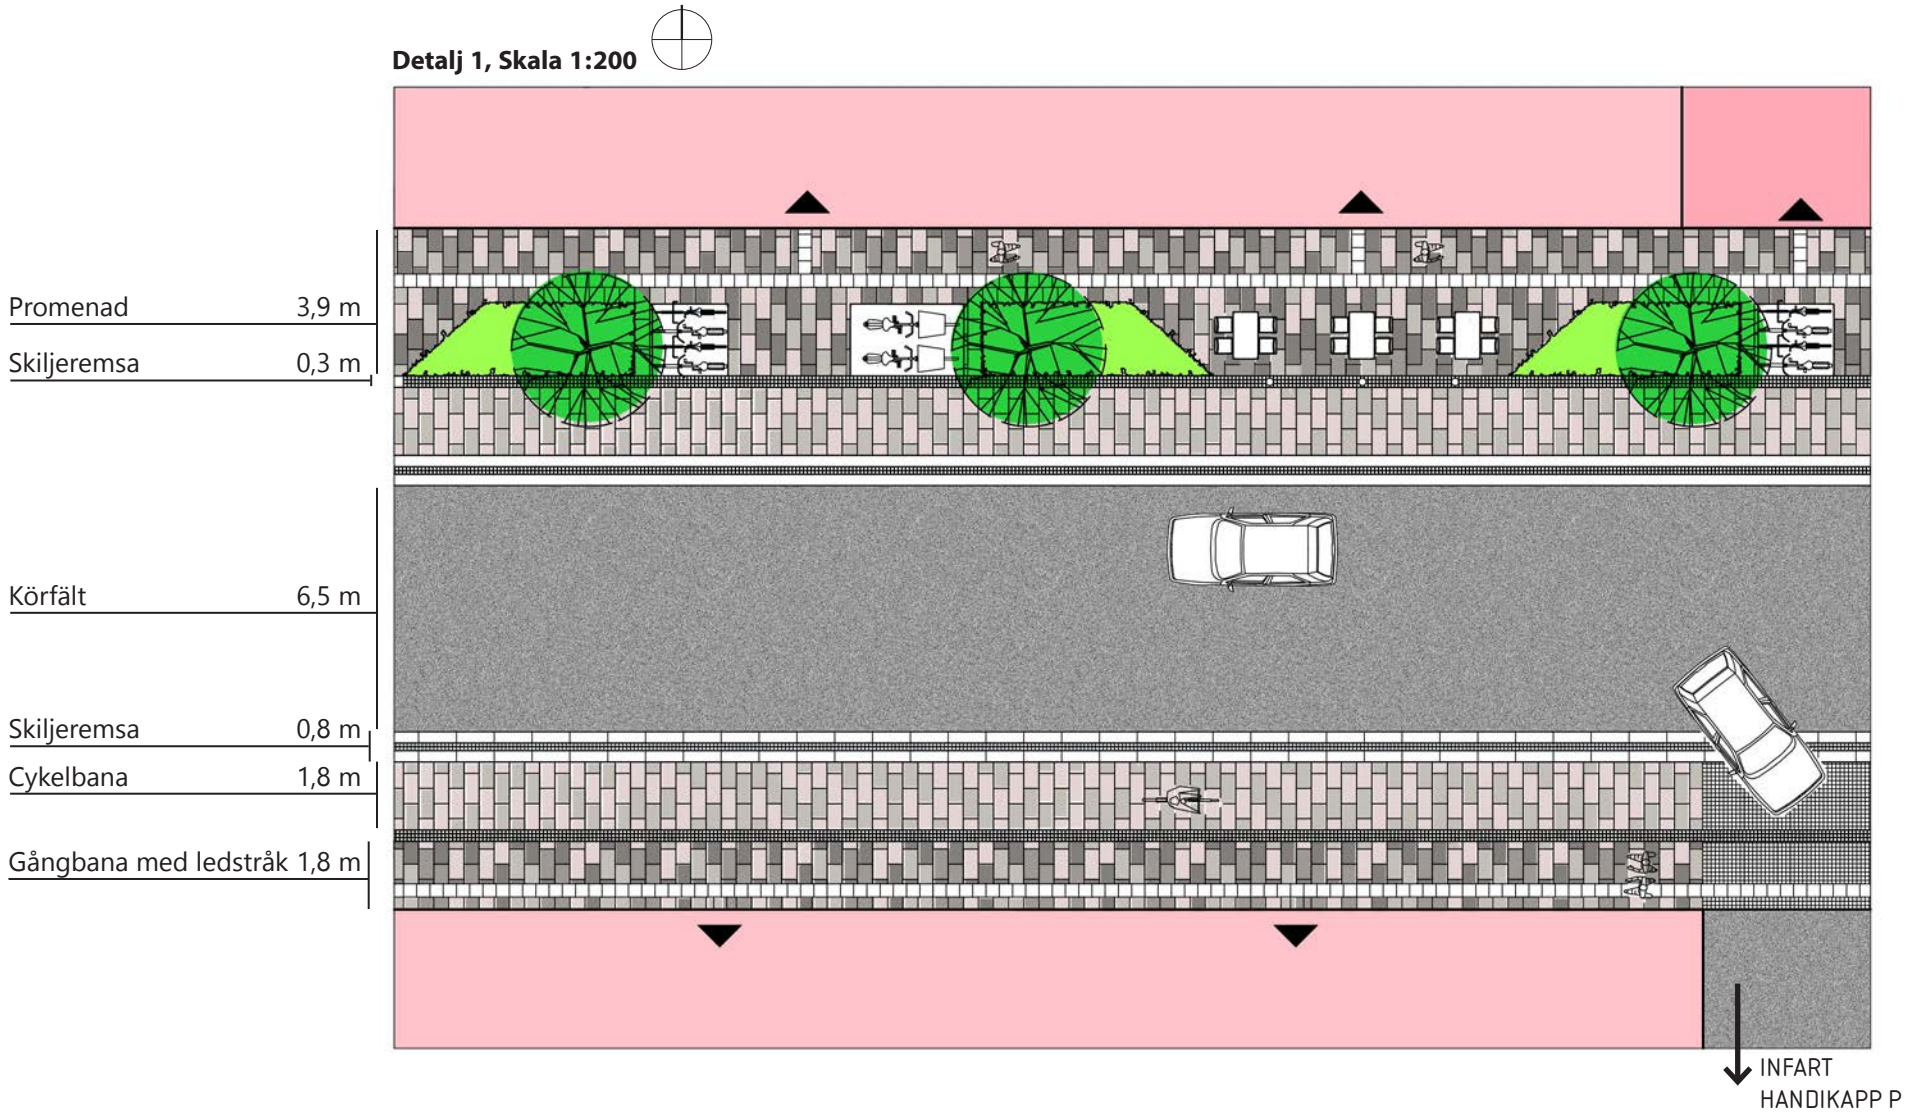 Detalj 1, Skala 1:200
Promenad 3,9 m
Skiljeremsa 0,3 m
Körfält 6,5 m
Skiljeremsa 0,8 m
Cykelbana 1,8 m
Gångbana med ledstråk 1,8 m
INFART
HANDIKAPP P